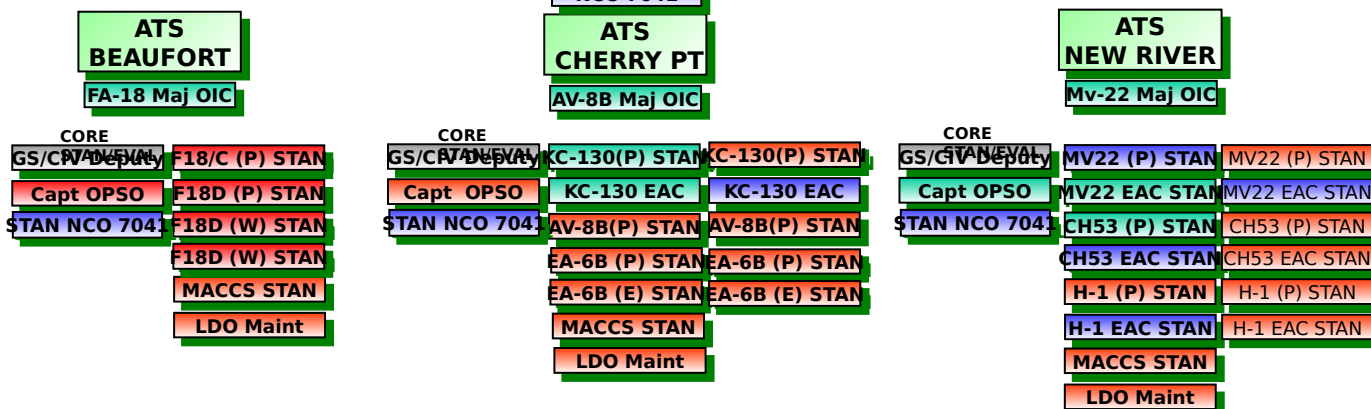 ATS
BEAUFORT
FA-18 Maj OIC
CORE
STAN/EVAL
GS/CIV Deputy
Capt OPSO
STAN NCO 7041
F18/C (P) STAN
F18D (P) STAN
F18D (W) STAN
F18D (W) STAN
MACCS STAN
LDO Maint
ATS
CHERRY PT
AV-8B Maj OIC
CORE
STAN/EVAL
GS/CIV Deputy
Capt OPSO
STAN NCO 7041
KC-130(P) STAN
KC-130 EAC
AV-8B(P) STAN
EA-6B (P) STAN
EA-6B (E) STAN
MACCS STAN
LDO Maint
KC-130(P) STAN
KC-130 EAC
AV-8B(P) STAN
EA-6B (P) STAN
EA-6B (E) STAN
ATS
NEW RIVER
Mv-22 Maj OIC
CORE
STAN/EVAL
GS/CIV Deputy
Capt OPSO
STAN NCO 7041
MV22 (P) STAN
MV22 EAC STAN
CH53 (P) STAN
CH53 EAC STAN
H-1 (P) STAN
H-1 EAC STAN
MACCS STAN
LDO Maint
MV22 (P) STAN
MV22 EAC STAN
CH53 (P) STAN
CH53 EAC STAN
H-1 (P) STAN
H-1 EAC STAN